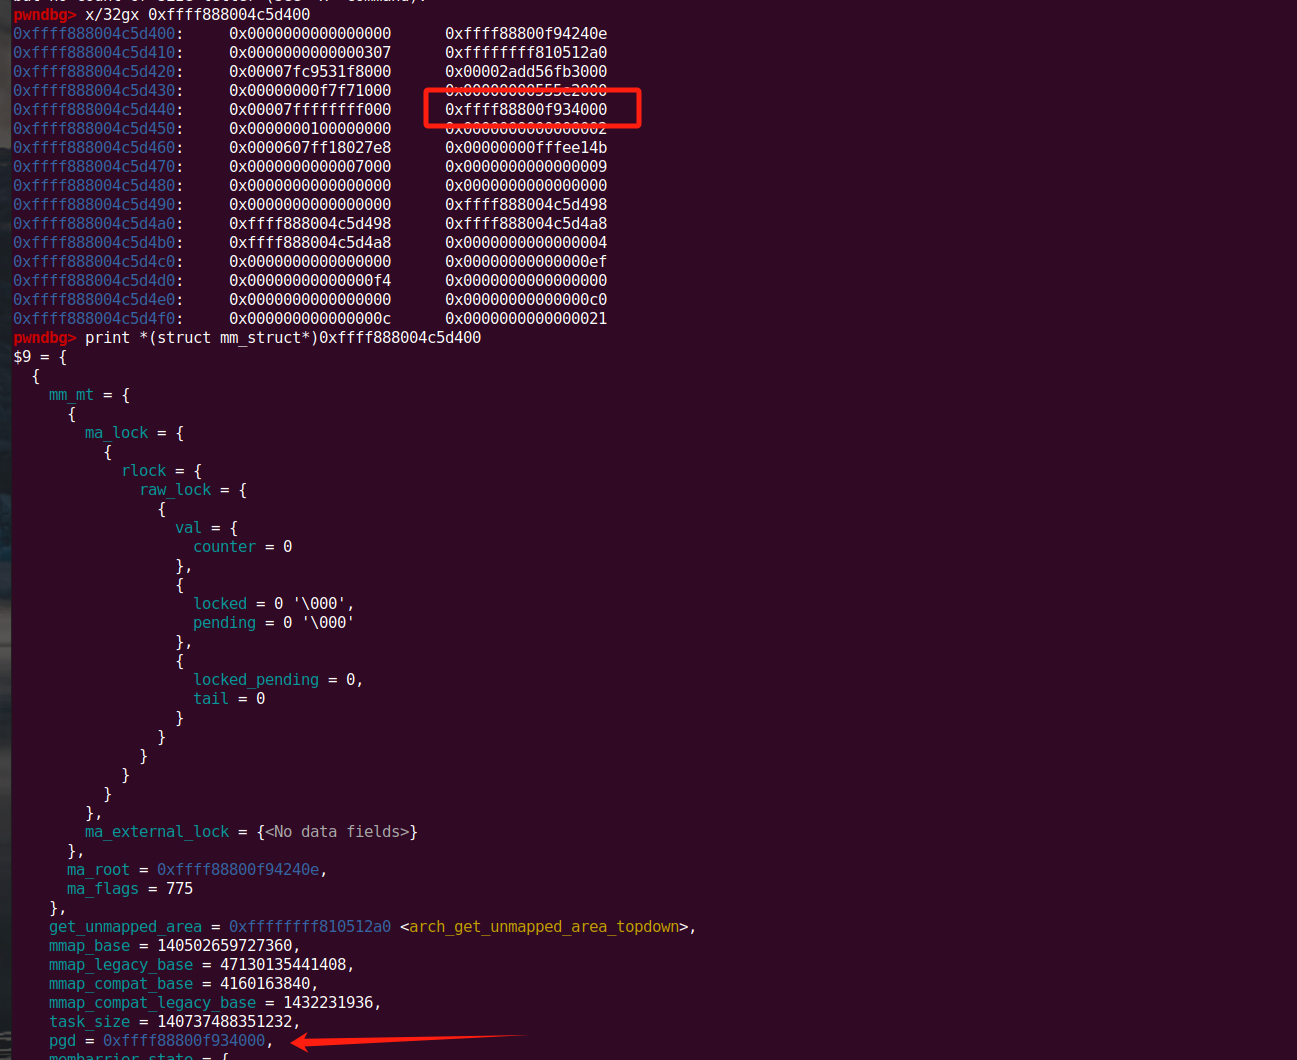 pwndbg> x/32gx 0xffff888004c5d400
0xffff888004c5d400: 0x0000000000000000 0xffff88800f94240e
0xffff888004c5d410: 0x0000000000000307 0xffffffff810512a0
0xffff888004c5d420: 0x00007fc9531f8000 0x00002add56fb3000
0xffff888004c5d430: 0x00000000f7f71000 0x00000000555e2000
0xffff888004c5d440: 0x00007ffffffff000 0xffff88800f934000
0xffff888004c5d450: 0x0000000100000000 0x0000000000000002
0xffff888004c5d460: 0x0000607ff18027e8 0x00000000fffee14b
0xffff888004c5d470: 0x0000000000007000 0x0000000000000009
0xffff888004c5d480: 0x0000000000000000 0x0000000000000000
0xffff888004c5d490: 0x0000000000000000 0xffff888004c5d498
0xffff888004c5d4a0: 0xffff888004c5d498 0xffff888004c5d4a8
0xffff888004c5d4b0: 0xffff888004c5d4a8 0x0000000000000004
0xffff888004c5d4c0: 0x0000000000000000 0x00000000000000ef
0xffff888004c5d4d0: 0x00000000000000f4 0x0000000000000000
0xffff888004c5d4e0: 0x0000000000000000 0x00000000000000c0
0xffff888004c5d4f0: 0x000000000000000c 0x0000000000000021
pwndbg> print *(struct mm_struct*)0xffff888004c5d400
$9 = {
{
mm_mt = {
{
ma_lock = {
{
rlock = {
raw_lock = {
{
val = {
counter = 0
},
{
locked = 0 '\000',
pending = 0 '\000'
},
{
locked_pending = 0,
tail = 0
}
}
}
}
}
},
ma_external_lock = {<No data fields>}
},
ma_root = 0xffff88800f94240e,
ma_flags = 775
},
get_unmapped_area = 0xffffffff810512a0 <arch_get_unmapped_area_topdown>,
mmap_base = 140502659727360,
mmap_legacy_base = 47130135441408,
mmap_compat_base = 4160163840,
mmap_compat_legacy_base = 1432231936,
task_size = 140737488351232,
pgd = 0xffff88800f934000,
membarrier_state = {